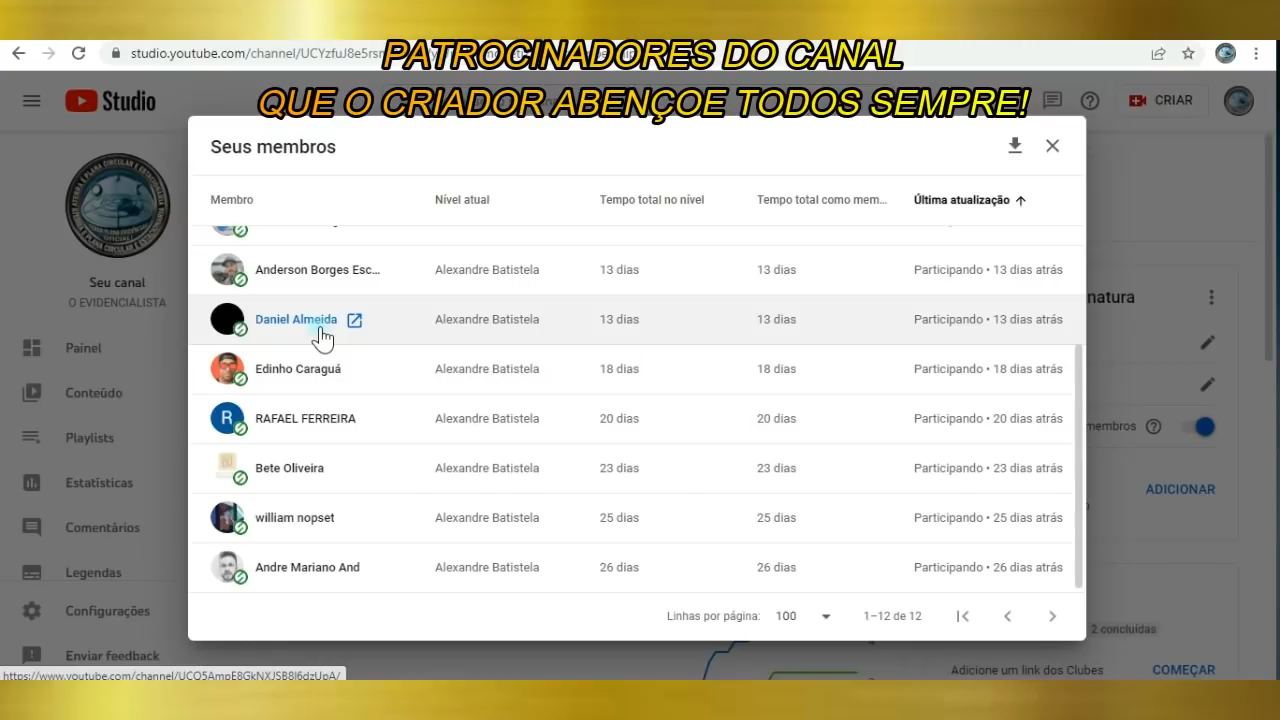 PATROCINADORES DO CANAL
QUE O CRIADOR ABENÇOE TODOS SEMPRE!
Studio
CRIAR
Seu canal
O EVIDENCIALISTA
Painel
Conteúdo
Playlists
Estatísticas
Comentários
Legendas
Configurações
Enviar feedback
Seus membros
Membro Nível atual Tempo total no nível Tempo total como mem... Última atualização
Anderson Borges Esc... Alexandre Batistela 13 dias 13 dias Participando • 13 dias atrás
Daniel Almeida Alexandre Batistela 13 dias 13 dias Participando • 13 dias atrás
Edinho Caraguá Alexandre Batistela 18 dias 18 dias Participando • 18 dias atrás
R RAFAEL FERREIRA Alexandre Batistela 20 dias 20 dias Participando • 20 dias atrás
Bete Oliveira Alexandre Batistela 23 dias 23 dias Participando • 23 dias atrás
william nopset Alexandre Batistela 25 dias 25 dias Participando • 25 dias atrás
Andre Mariano And Alexandre Batistela 26 dias 26 dias Participando • 26 dias atrás
Linhas por página: 100 1–12 de 12
natura
membros
ADICIONAR
2 concluídas
Adicione um link dos Clubes COMEÇAR